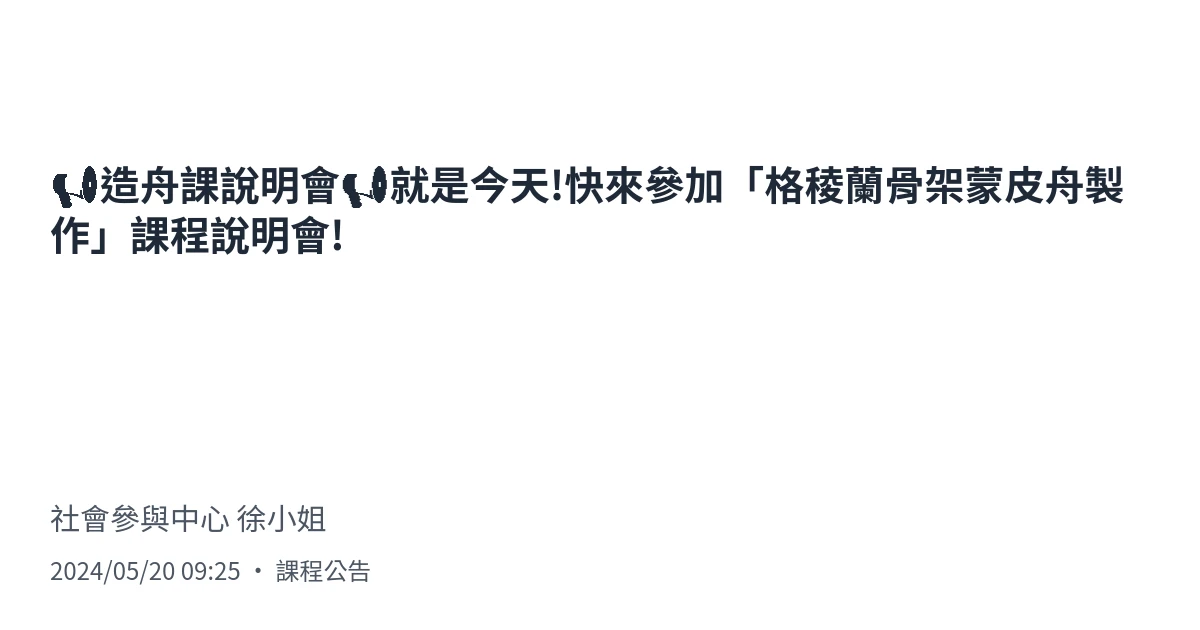 📢造舟課說明會📢就是今天!快來參加「格稜蘭骨架蒙皮舟製
作」課程說明會!
社會參與中心 徐小姐
2024/05/20 09:25 · 課程公告